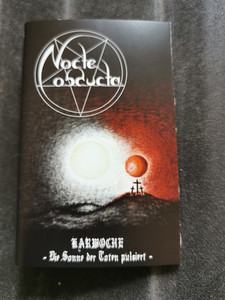 Nocte
obducta
KARWOCHE
- Die Sonne der Toten pulsiert -